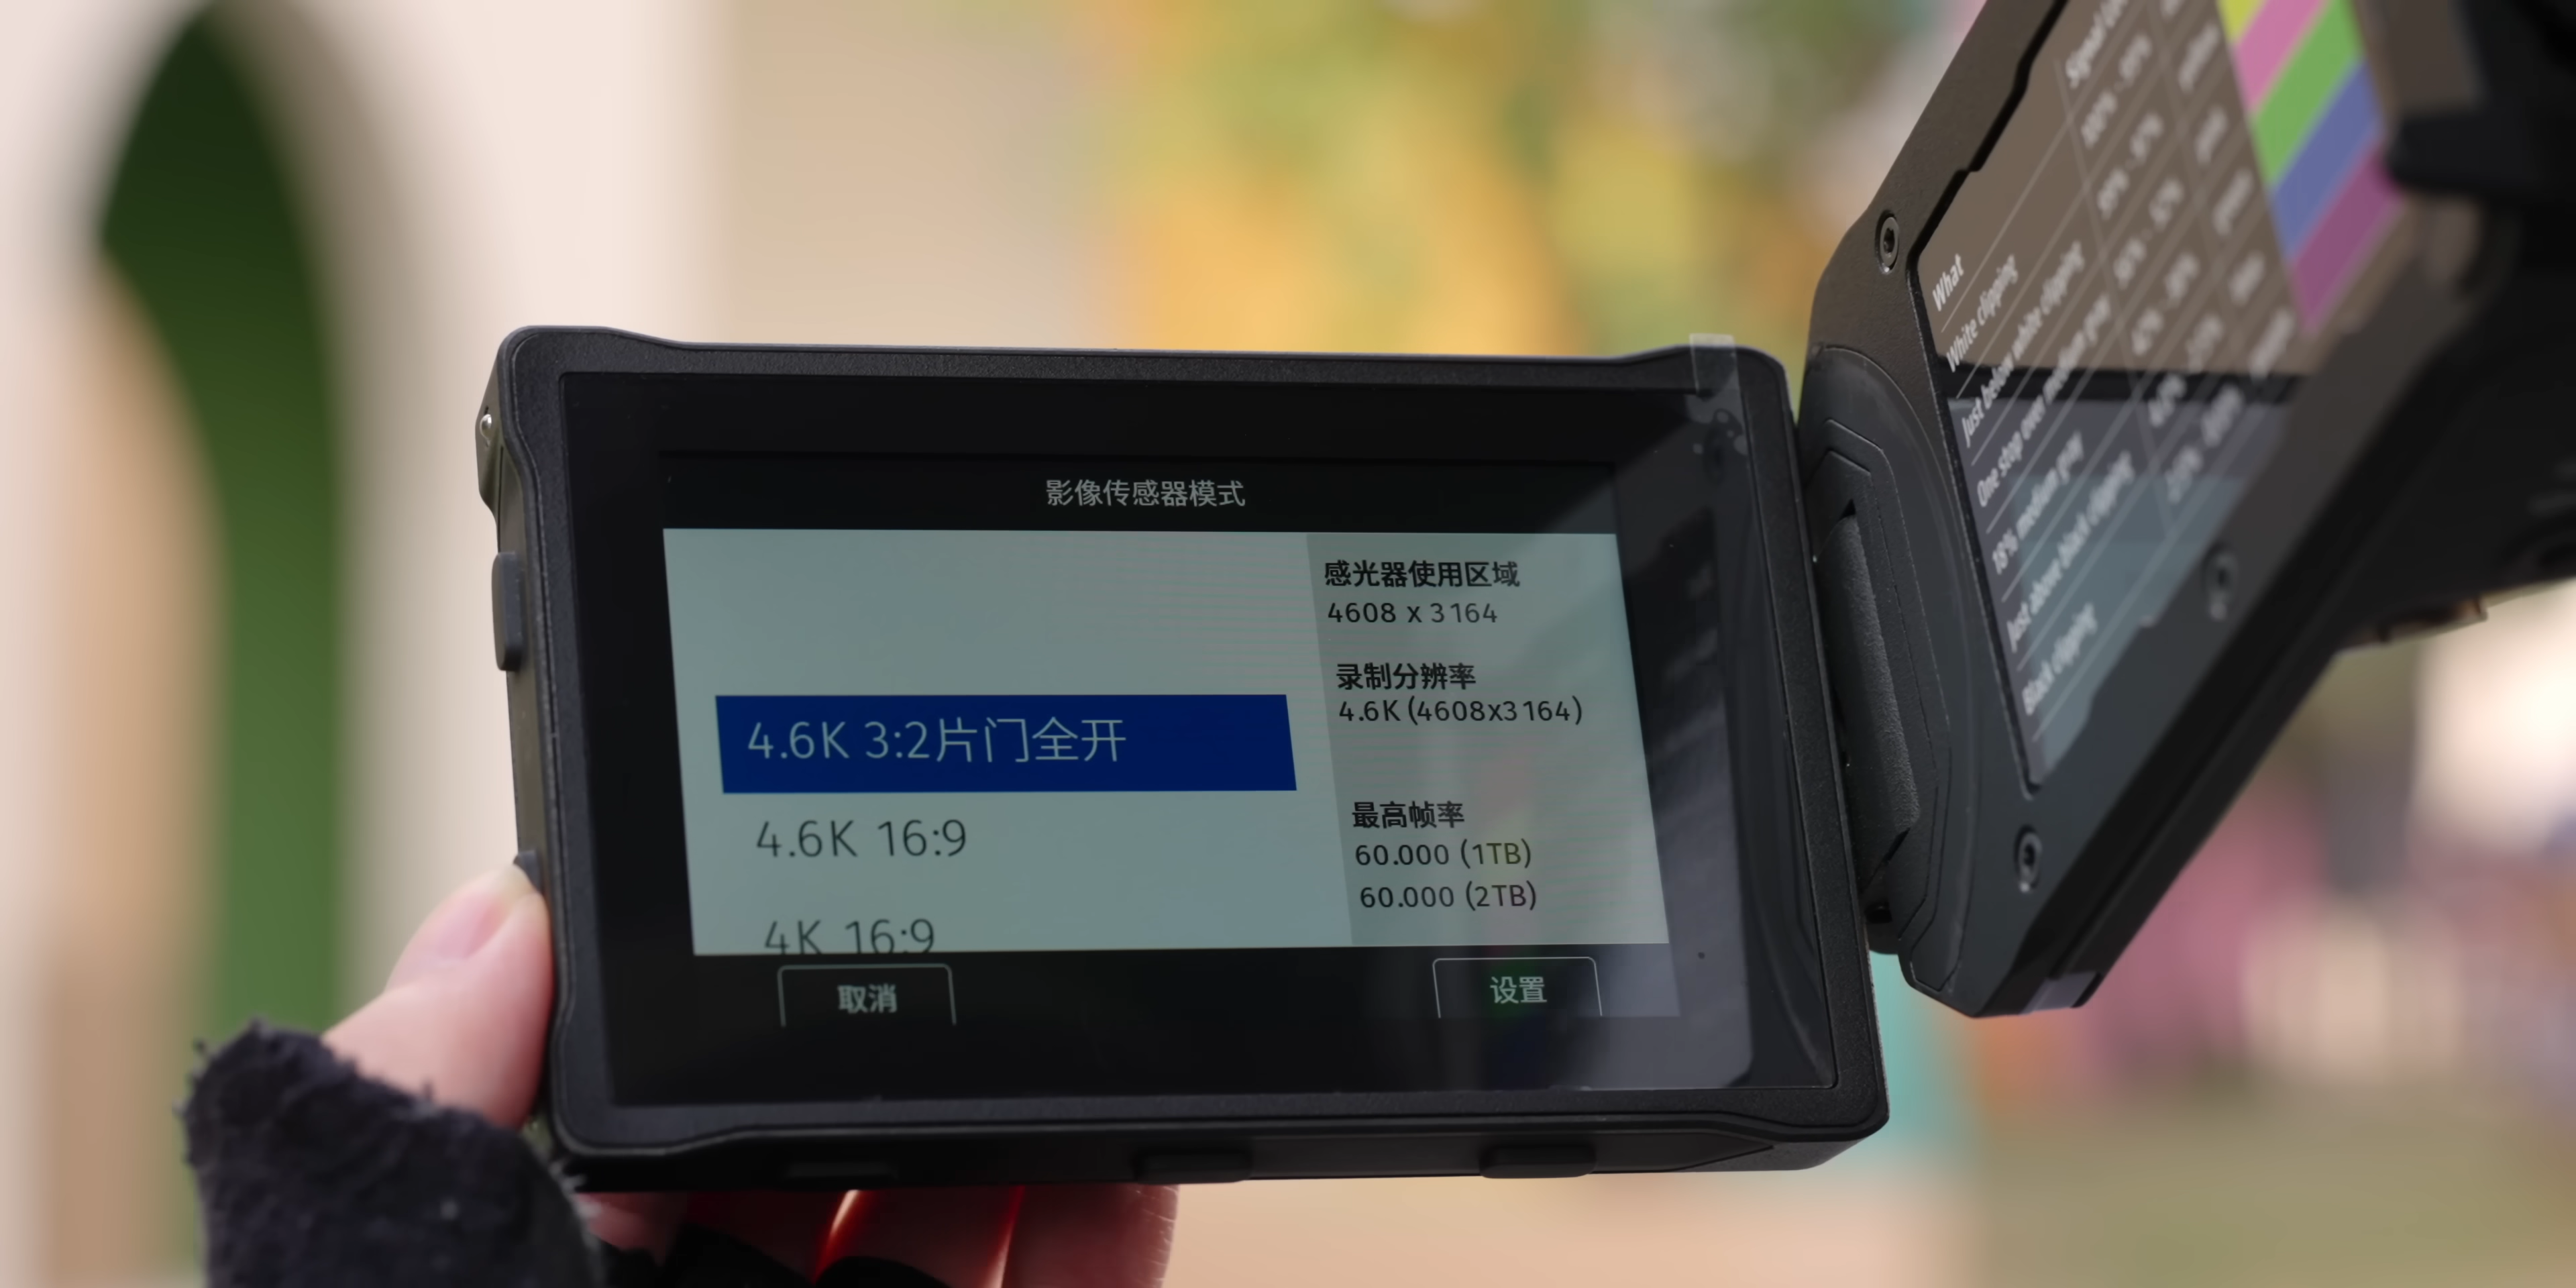 影像传感器模式
4.6K 3:2片门全开
4.6K 16:9
4K 16:9
感光器使用区域
4608 x 3164
录制分辨率
4.6K (4608x3164)
最高帧率
60.000 (1TB)
60.000 (2TB)
取消
设置
What
White clipping
Just below white clipping
One stop over medium gray
18% medium gray
Just above black clipping
Black clipping